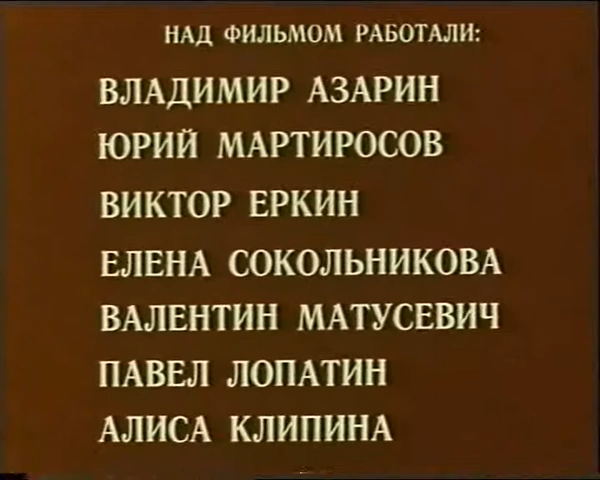 НАД ФИЛЬМОМ РАБОТАЛИ:
ВЛАДИМИР АЗАРИН
ЮРИЙ МАРТИРОСОВ
ВИКТОР ЕРКИН
ЕЛЕНА СОКОЛЬНИКОВА
ВАЛЕНТИН МАТУСЕВИЧ
ПАВЕЛ ЛОПАТИН
АЛИСА КЛИПИНА